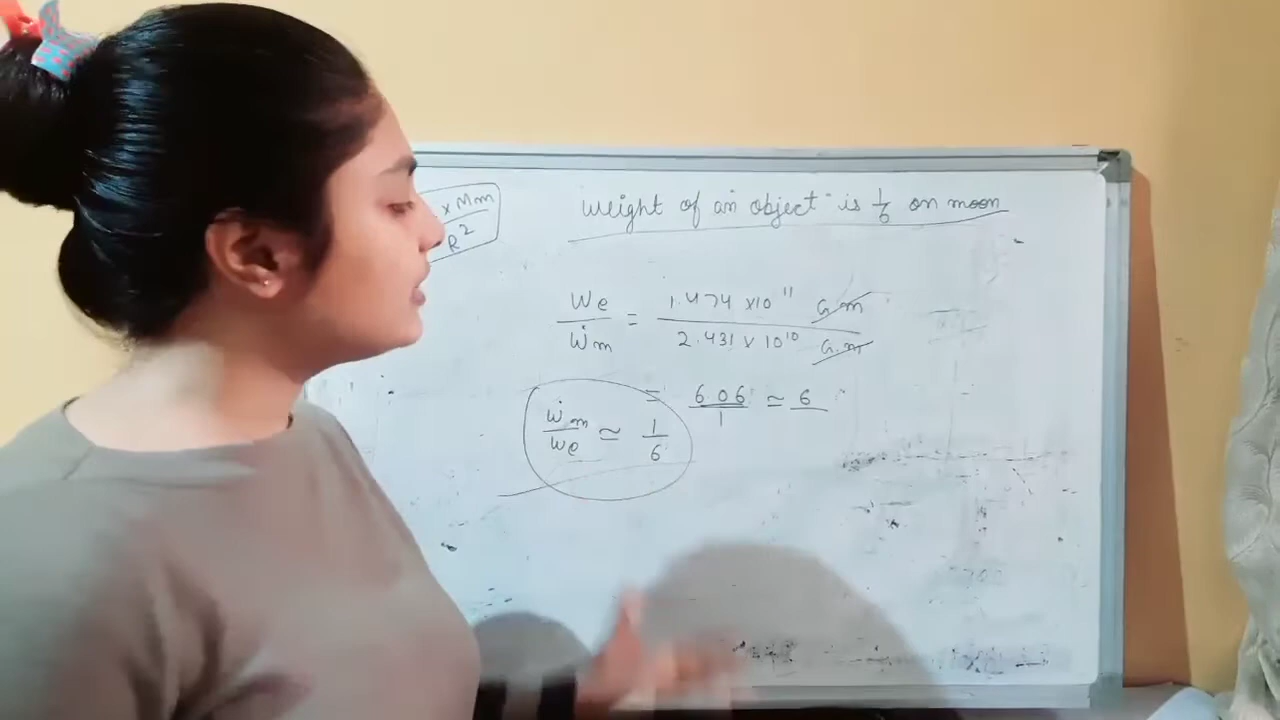 x Mm
R²
weight of an object is 1/6 on moon
We/Wm = 1.474 x10¹¹ G.m / 2.431 x 10¹⁰ G.m
= 6.06/1 ≃ 6
Wm/We ≃ 1/6